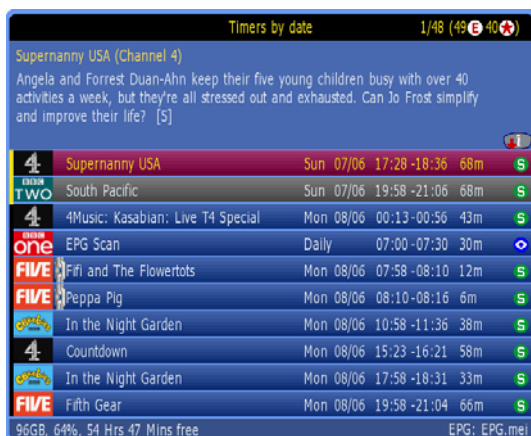 Timers by date 1/48 (49 E 40 ★)
Supernanny USA (Channel 4)
Angela and Forrest Duan-Ahn keep their five young children busy with over 40
activities a week, but they're all stressed out and exhausted. Can Jo Frost simplify
and improve their life? [S]
i
4 Supernanny USA Sun 07/06 17:28 -18:36 68m S
BBC TWO South Pacific Sun 07/06 19:58 -21:06 68m S
4 4Music: Kasabian: Live T4 Special Mon 08/06 00:13-00:56 43m S
BBC one EPG Scan Daily 07:00-07:30 30m
FIVE Fifi and The Flowertots Mon 08/06 07:58-08:10 12m S
FIVE Peppa Pig Mon 08/06 08:10-08:16 6m S
In the Night Garden Mon 08/06 10:58 -11:36 38m S
4 Countdown Mon 08/06 15:23 -16:21 58m S
In the Night Garden Mon 08/06 17:58 -18:31 33m S
FIVE Fifth Gear Mon 08/06 19:58 -21:04 66m S
96GB, 64%, 54 Hrs 47 Mins free EPG: EPG.mei